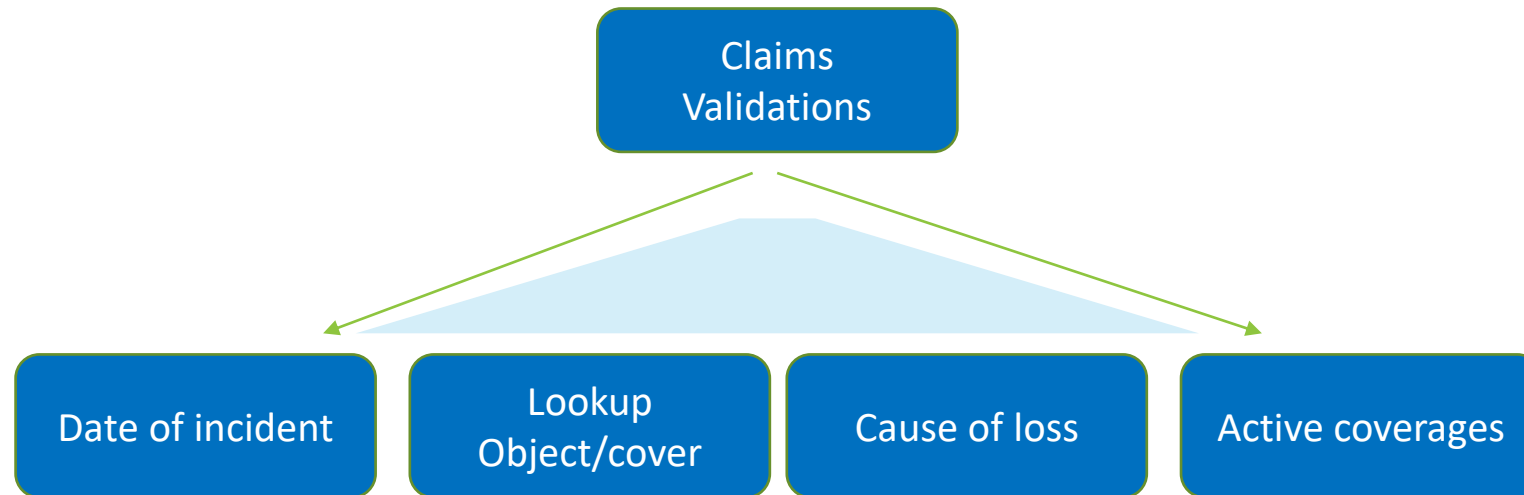 Claims
Validations
Date of incident
Lookup
Object/cover
Cause of loss
Active coverages